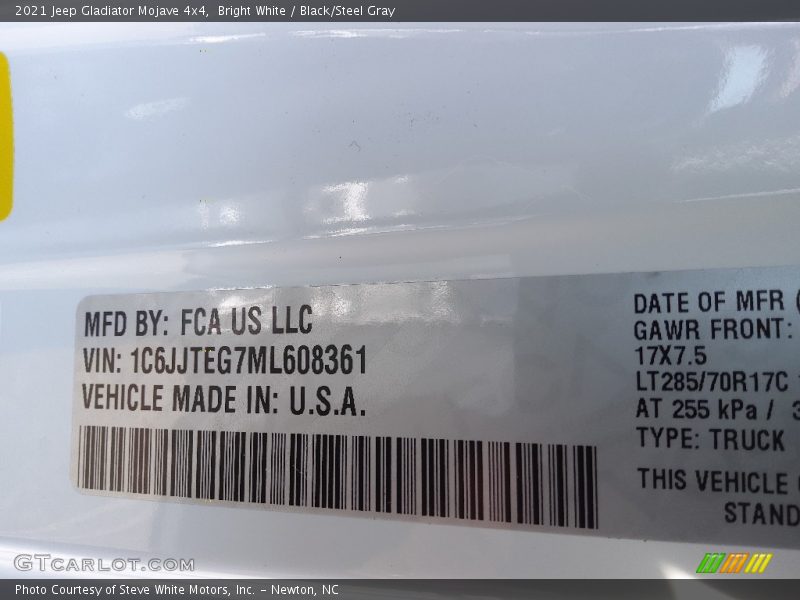 2021 Jeep Gladiator Mojave 4x4,  Bright White / Black/Steel Gray
MFD BY: FCA US LLC
VIN: 1C6JJTEG7ML608361
VEHICLE MADE IN: U.S.A.
DATE OF MFR (
GAWR FRONT:
17X7.5
LT285/70R17C
AT 255 kPa /
TYPE: TRUCK
THIS VEHICLE
STAND
GTCARLOT.COM
Photo Courtesy of Steve White Motors, Inc. – Newton, NC